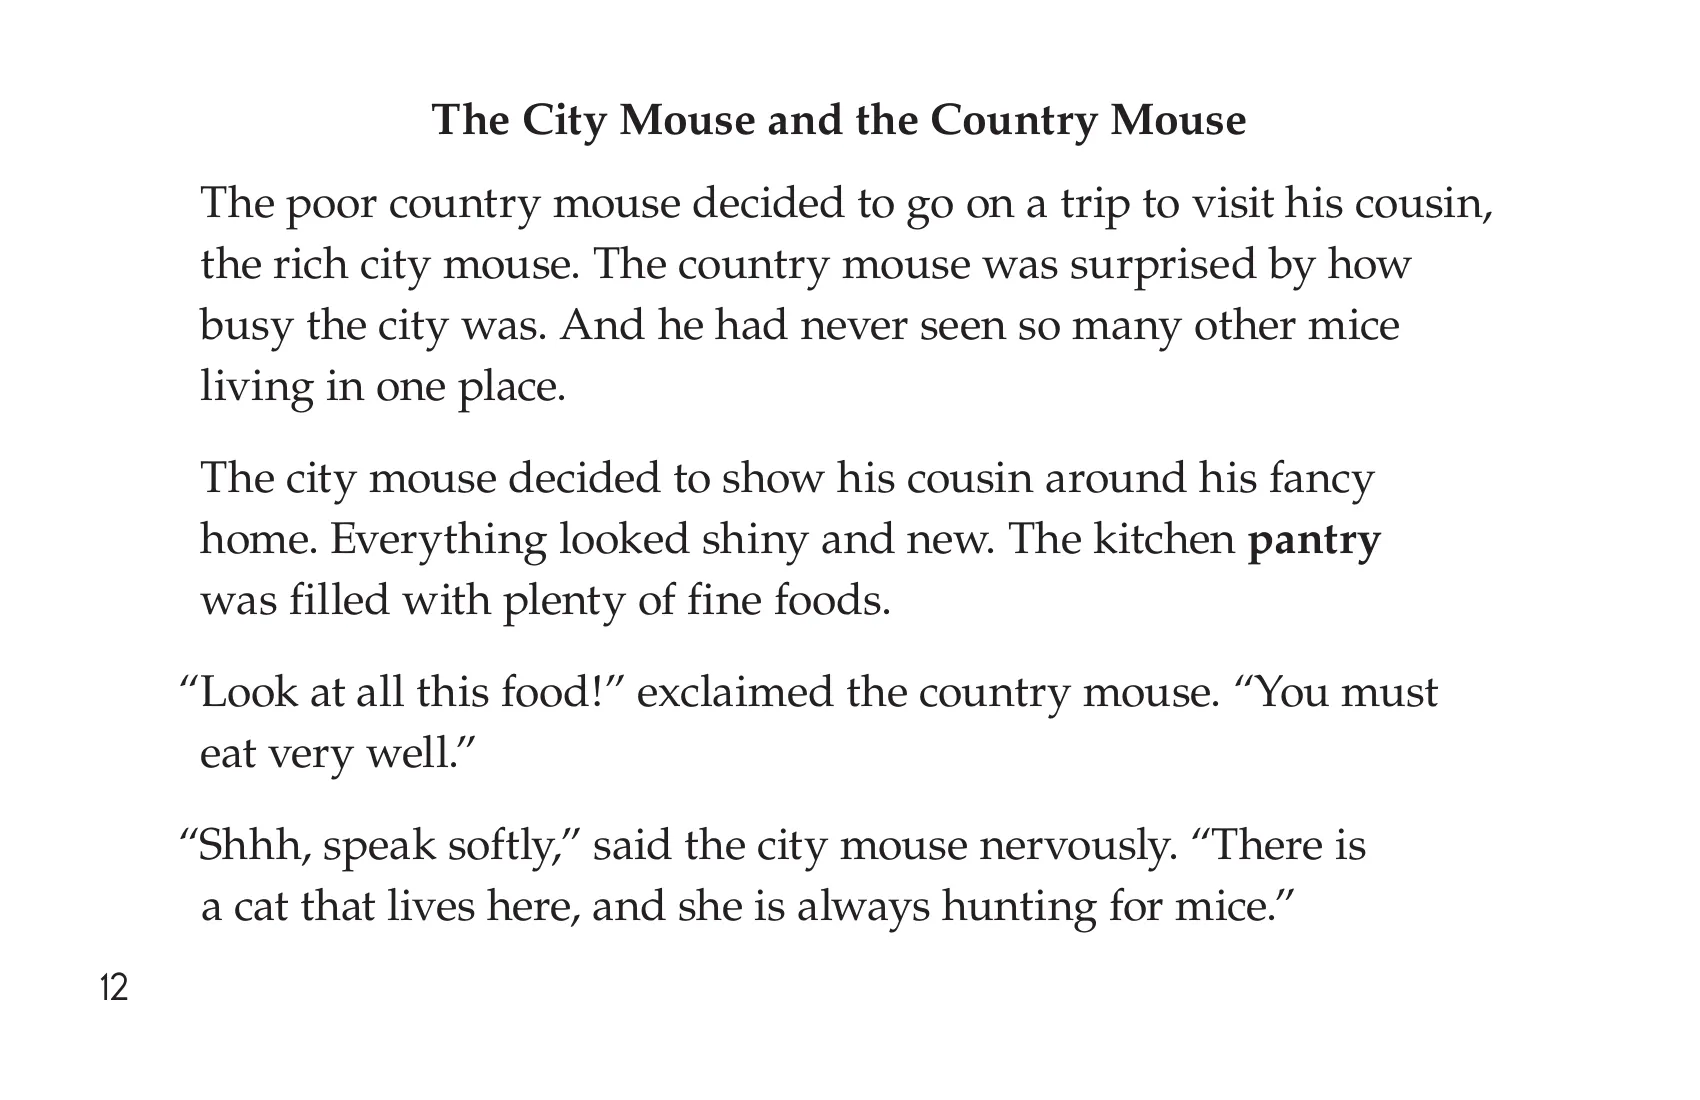 The City Mouse and the Country Mouse
The poor country mouse decided to go on a trip to visit his cousin,
the rich city mouse. The country mouse was surprised by how
busy the city was. And he had never seen so many other mice
living in one place.
The city mouse decided to show his cousin around his fancy
home. Everything looked shiny and new. The kitchen pantry
was filled with plenty of fine foods.
“Look at all this food!” exclaimed the country mouse. “You must
eat very well.”
“Shhh, speak softly,” said the city mouse nervously. “There is
a cat that lives here, and she is always hunting for mice.”
12